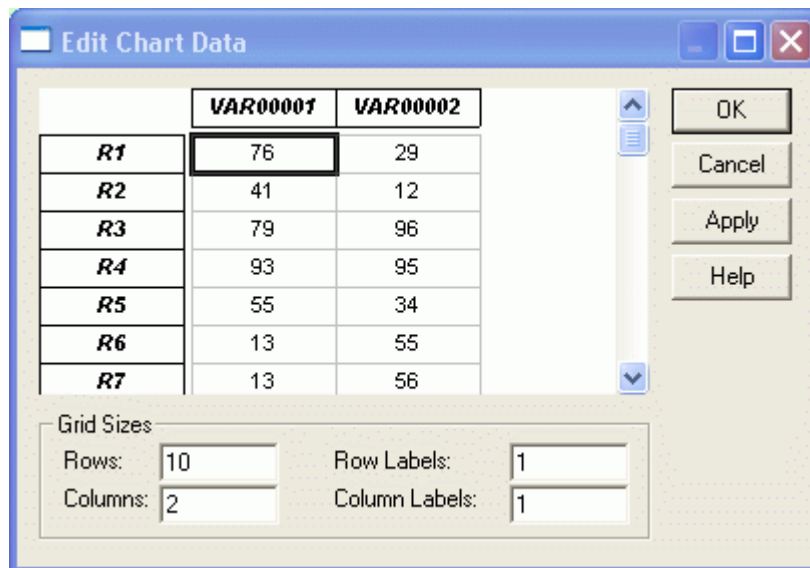 Edit Chart Data
VAR00001 VAR00002
R1 76 29
R2 41 12
R3 79 96
R4 93 95
R5 55 34
R6 13 55
R7 13 56
OK
Cancel
Apply
Help
Grid Sizes
Rows: 10 Row Labels: 1
Columns: 2 Column Labels: 1